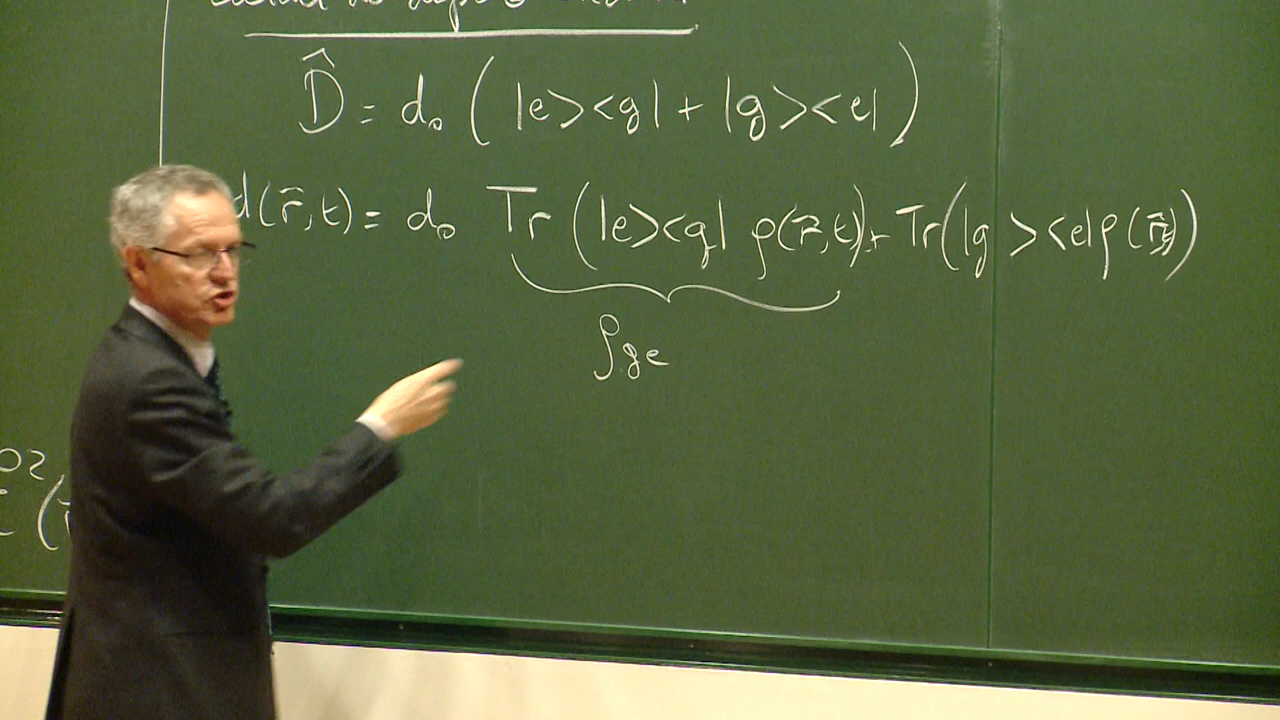 D̂ = d₀ ( |e><g| + |g><e| )
d(r⃗,t) = d₀ Tr ( |e><g| ρ(r⃗,t) ) + Tr ( |g><e| ρ(r⃗,t) )
ρge